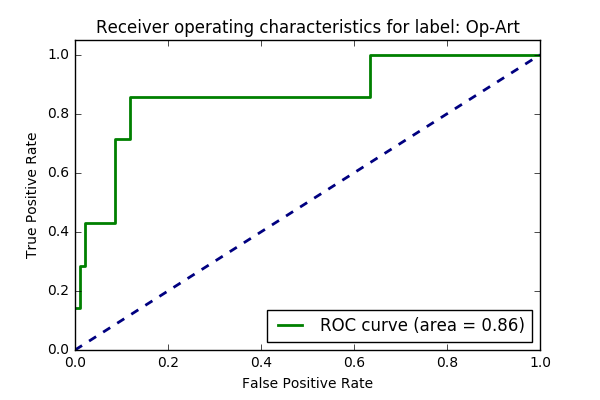 Receiver operating characteristics for label: Op-Art
1.0
0.8
0.6
0.4
0.2
0.0
True Positive Rate
ROC curve (area = 0.86)
0.0 0.2 0.4 0.6 0.8 1.0
False Positive Rate